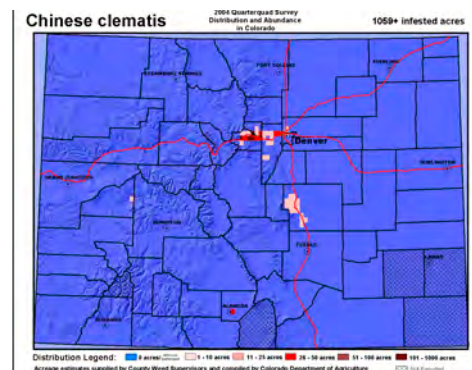 Chinese clematis
2004 Quarterquad Survey
Distribution and Abundance
in Colorado
1059+ infested acres
STEAMBOAT SPRINGS
FORT COLLINS
STERLING
Denver
BURLINGTON
GRAND JUNCTION
GUNNISON
PUEBLO
LAMAR
DURANGO
ALAMOSA
Distribution Legend: 0 acres 1 - 10 acres 11 - 25 acres 26 - 50 acres 51 - 100 acres 101 - 1000 acres
Acreage estimates supplied by County Weed Supervisors and compiled by Colorado Department of Agriculture